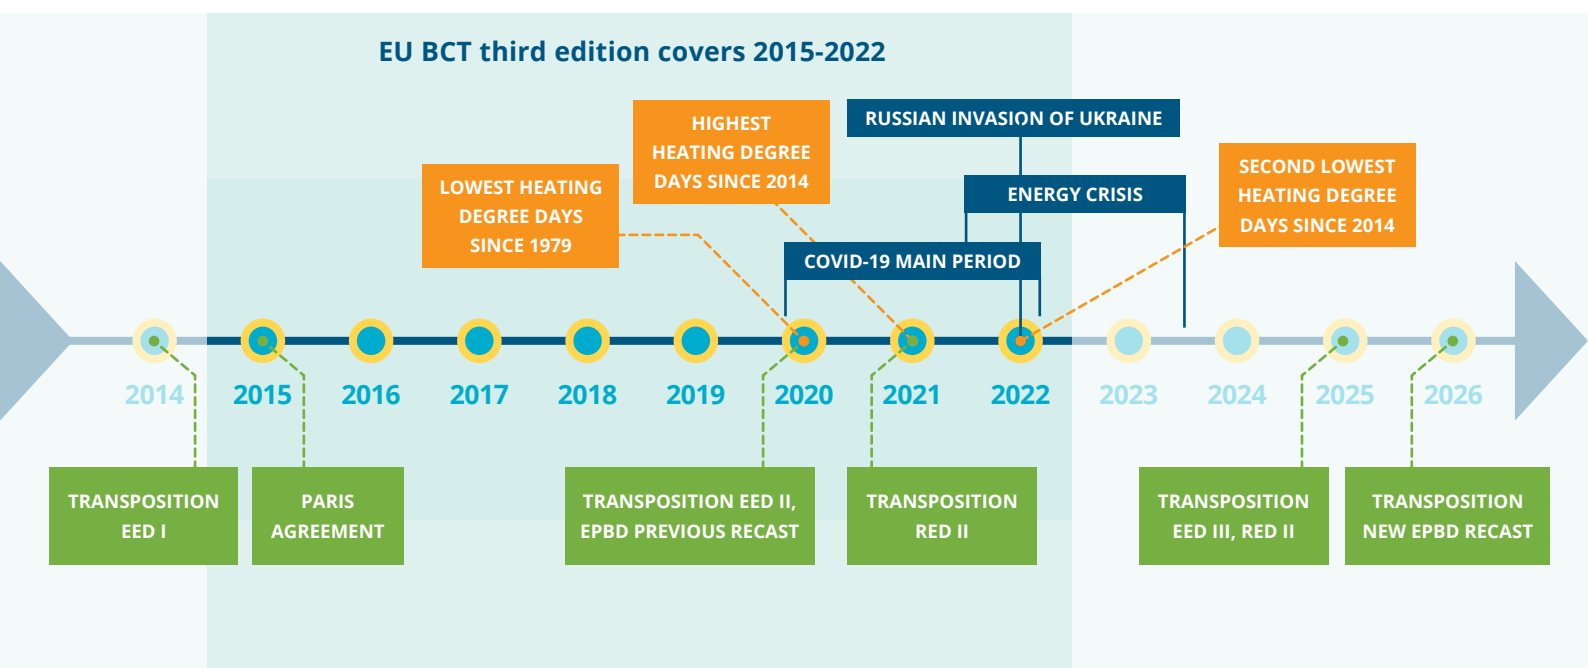 EU BCT third edition covers 2015-2022
LOWEST HEATING
DEGREE DAYS
SINCE 1979
HIGHEST
HEATING DEGREE
DAYS SINCE 2014
RUSSIAN INVASION OF UKRAINE
ENERGY CRISIS
COVID-19 MAIN PERIOD
SECOND LOWEST
HEATING DEGREE
DAYS SINCE 2014
2014 2015 2016 2017 2018 2019 2020 2021 2022 2023 2024 2025 2026
TRANSPOSITION
EED I
PARIS
AGREEMENT
TRANSPOSITION EED II,
EPBD PREVIOUS RECAST
TRANSPOSITION
RED II
TRANSPOSITION
EED III, RED II
TRANSPOSITION
NEW EPBD RECAST